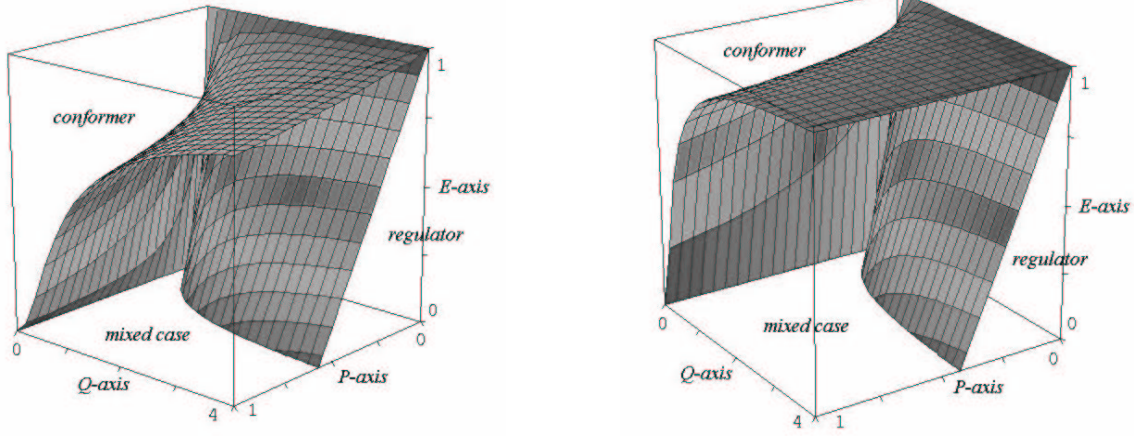 conformer
1
E-axis
regulator
0
0
mixed case
0
Q-axis
P-axis
4
1
conformer
1
E-axis
regulator
0
0
mixed case
0
Q-axis
P-axis
4
1